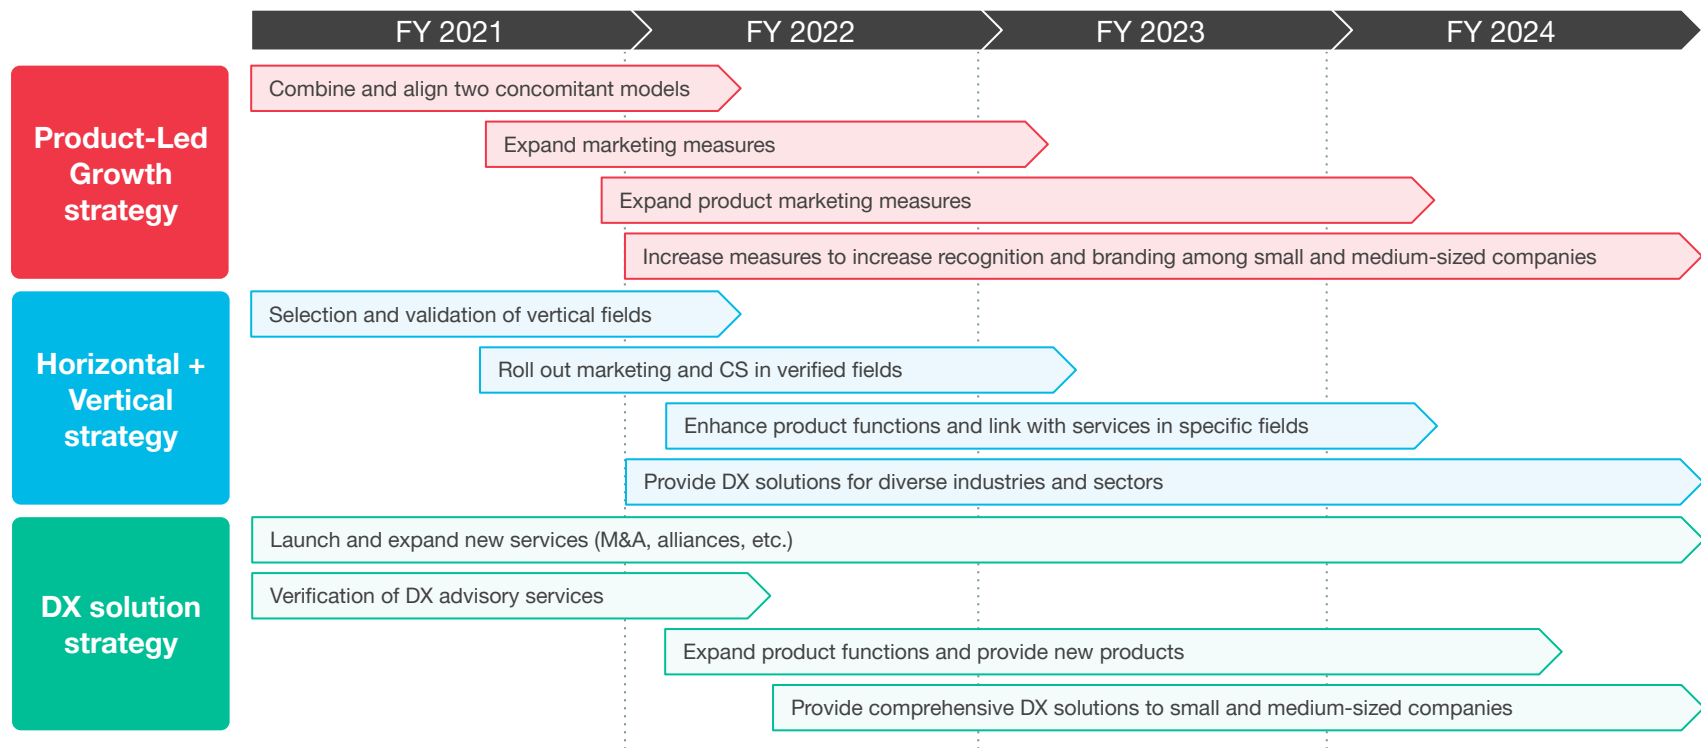 FY 2021
FY 2022
FY 2023
FY 2024
Product-Led
Growth
strategy
Combine and align two concomitant models
Expand marketing measures
Expand product marketing measures
Increase measures to increase recognition and branding among small and medium-sized companies
Horizontal +
Vertical
strategy
Selection and validation of vertical fields
Roll out marketing and CS in verified fields
Enhance product functions and link with services in specific fields
Provide DX solutions for diverse industries and sectors
DX solution
strategy
Launch and expand new services (M&A, alliances, etc.)
Verification of DX advisory services
Expand product functions and provide new products
Provide comprehensive DX solutions to small and medium-sized companies